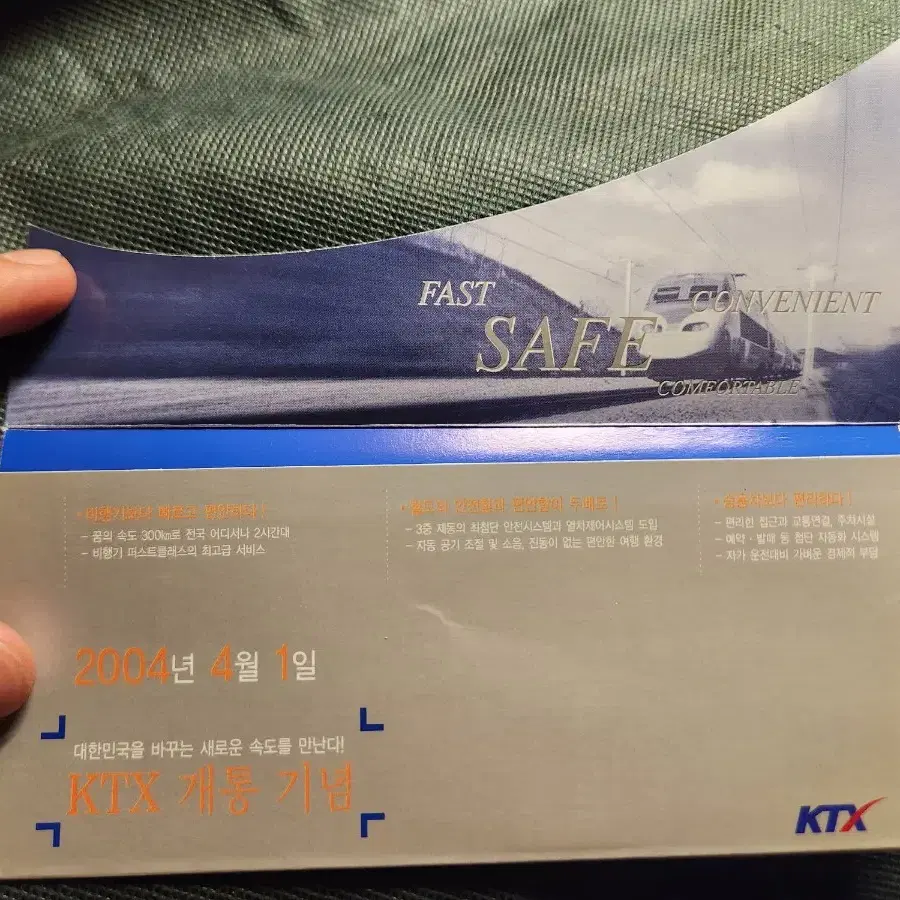 FAST
CONVENIENT
SAFE
COMFORTABLE
· 비행기보다 빠르고 편안하다!
- 꿈의 속도 300km로 전국 어디서나 2시간대
- 비행기 퍼스트클래스의 최고급 서비스
안전함과 편안함이 두배로!
- 3중 제동의 최첨단 안전시스템과 열차제어시스템 도입
- 자동 공기 조절 및 소음, 진동이 없는 편안한 여행 환경
· 승용차보다 편리하다!
- 편리한 접근과 교통연결, 주차시설
- 예약·발매 등 첨단 자동화 시스템
- 자가 운전대비 가벼운 경제적 부담
2004년 4월 1일
대한민국을 바꾸는 새로운 속도를 만난다!
KTX 개통 기념
KTX